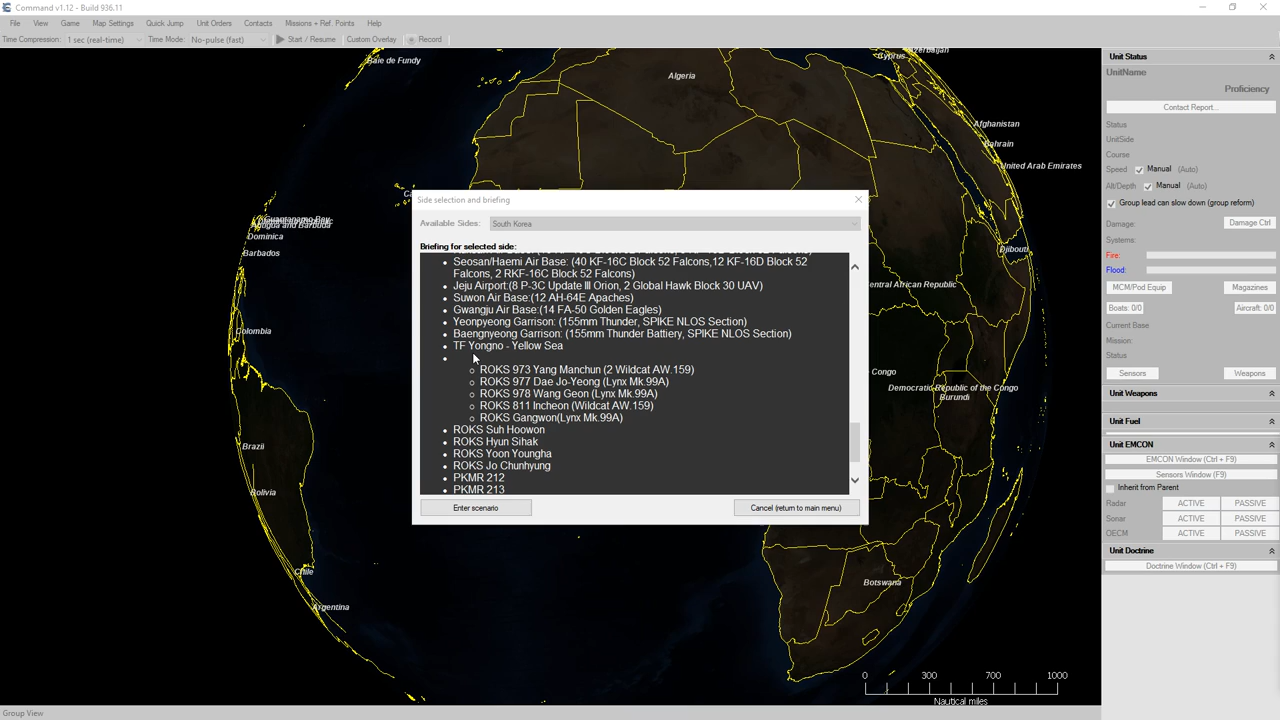 Command v1.12 - Build 936.11
File View Game Map Settings Quick Jump Unit Orders Contacts Missions + Ref. Points Help
Time Compression: 1 sec (real-time) Time Mode: No-pulse (fast) Start / Resume Custom Overlay Record
Baie de Fundy
Cyprus
Azerbaijan
Algeria
Afghanistan
Bahrain
United Arab Emirates
Guantanamo Bay
Antigua and Barbuda
Dominica
Barbados
Djibouti
Central African Republic
Colombia
Congo
Democratic Republic of the Congo
Burundi
Brazil
Bolivia
Chile
Argentina
Botswana
0 300 700 1000
Nautical miles
Side selection and briefing
Available Sides: South Korea
Briefing for selected side:
Seosan/Haemi Air Base: (40 KF-16C Block 52 Falcons,12 KF-16D Block 52
Falcons, 2 RKF-16C Block 52 Falcons)
Jeju Airport:(8 P-3C Update III Orion, 2 Global Hawk Block 30 UAV)
Suwon Air Base:(12 AH-64E Apaches)
Gwangju Air Base:(14 FA-50 Golden Eagles)
Yeonpyeong Garrison: (155mm Thunder, SPIKE NLOS Section)
Baengnyeong Garrison: (155mm Thunder Battiery, SPIKE NLOS Section)
TF Yongno - Yellow Sea
ROKS 973 Yang Manchun (2 Wildcat AW.159)
ROKS 977 Dae Jo-Yeong (Lynx Mk.99A)
ROKS 978 Wang Geon (Lynx Mk.99A)
ROKS 811 Incheon (Wildcat AW.159)
ROKS Gangwon(Lynx Mk.99A)
ROKS Suh Hoowon
ROKS Hyun Sihak
ROKS Yoon Youngha
ROKS Jo Chunhyung
PKMR 212
PKMR 213
Enter scenario
Cancel (return to main menu)
Unit Status
UnitName
Proficiency
Contact Report...
Status
UnitSide
Course
Speed Manual (Auto)
Alt/Depth Manual (Auto)
Group lead can slow down (group reform)
Damage: Damage Ctrl
Systems:
Fire:
Flood:
MCM/Pod Equip Magazines
Boats: 0/0 Aircraft: 0/0
Current Base
Mission:
Status
Sensors Weapons
Unit Weapons
Unit Fuel
Unit EMCON
EMCON Window (Ctrl + F9)
Sensors Window (F9)
Inherit from Parent
Radar ACTIVE PASSIVE
Sonar ACTIVE PASSIVE
OECM ACTIVE PASSIVE
Unit Doctrine
Doctrine Window (Ctrl + F9)
Group View